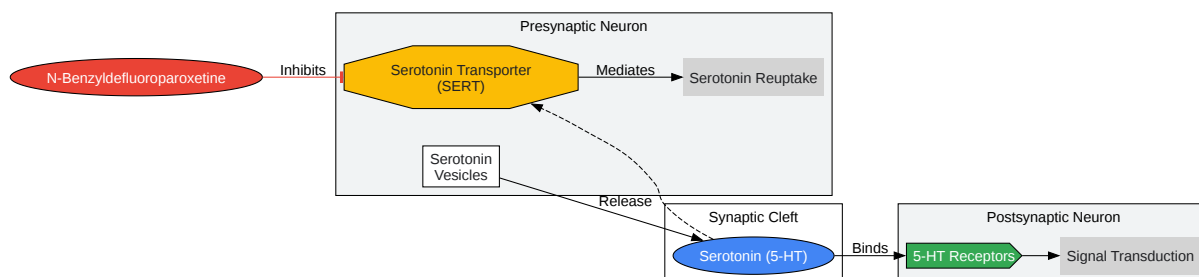 Presynaptic Neuron
N-Benzyldefluoroparoxetine
Inhibits
Serotonin Transporter
(SERT)
Mediates
Serotonin Reuptake
Serotonin
Vesicles
Release
Synaptic Cleft
Serotonin (5-HT)
Binds
Postsynaptic Neuron
5-HT Receptors
Signal Transduction